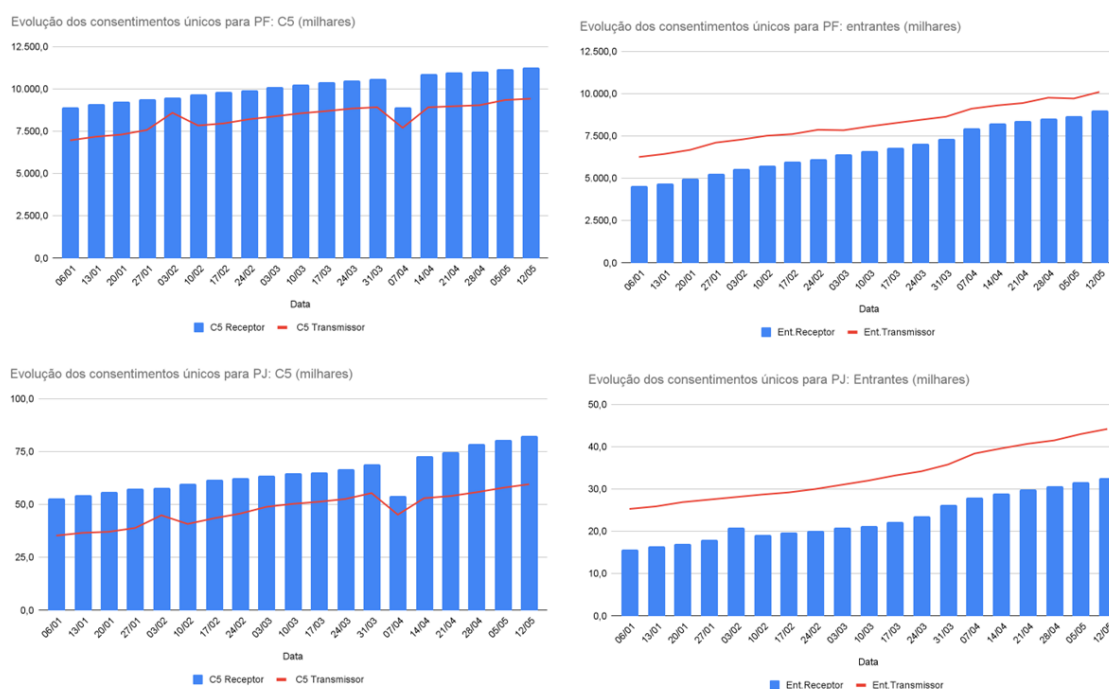 Evolução dos consentimentos únicos para PF: C5 (milhares)
12.500,0
10.000,0
7.500,0
5.000,0
2.500,0
0,0
06/01 13/01 20/01 27/01 03/02 10/02 17/02 24/02 03/03 10/03 17/03 24/03 31/03 07/04 14/04 21/04 28/04 05/05 12/05
Data
C5 Receptor C5 Transmissor
Evolução dos consentimentos únicos para PF: entrantes (milhares)
12.500,0
10.000,0
7.500,0
5.000,0
2.500,0
0,0
06/01 13/01 20/01 27/01 03/02 10/02 17/02 24/02 03/03 10/03 17/03 24/03 31/03 07/04 14/04 21/04 28/04 05/05 12/05
Data
Ent.Receptor Ent.Transmissor
Evolução dos consentimentos únicos para PJ: C5 (milhares)
100,0
75,0
50,0
25,0
0,0
06/01 13/01 20/01 27/01 03/02 10/02 17/02 24/02 03/03 10/03 17/03 24/03 31/03 07/04 14/04 21/04 28/04 05/05 12/05
Data
C5 Receptor C5 Transmissor
Evolução dos consentimentos únicos para PJ: Entrantes (milhares)
50,0
40,0
30,0
20,0
10,0
0,0
06/01 13/01 20/01 27/01 03/02 10/02 17/02 24/02 03/03 10/03 17/03 24/03 31/03 07/04 14/04 21/04 28/04 05/05 12/05
Data
Ent.Receptor Ent.Transmissor